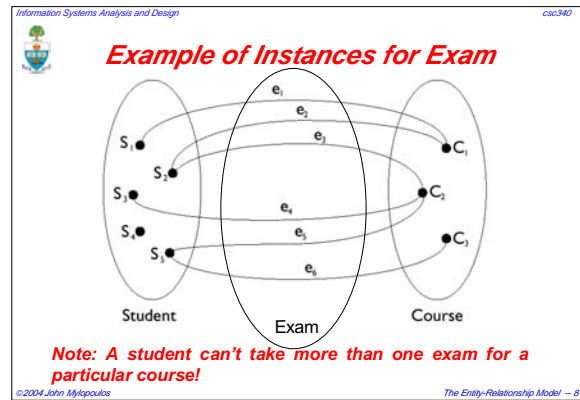 Information Systems Analysis and Design csc340
Example of Instances for Exam
e1
e2
e3
S1
C1
S2
S3
C2
e4
S4
e5
S5
C3
e6
Student
Exam
Course
Note: A student can't take more than one exam for a
particular course!
©2004 John Mylopoulos The Entity-Relationship Model -- 8